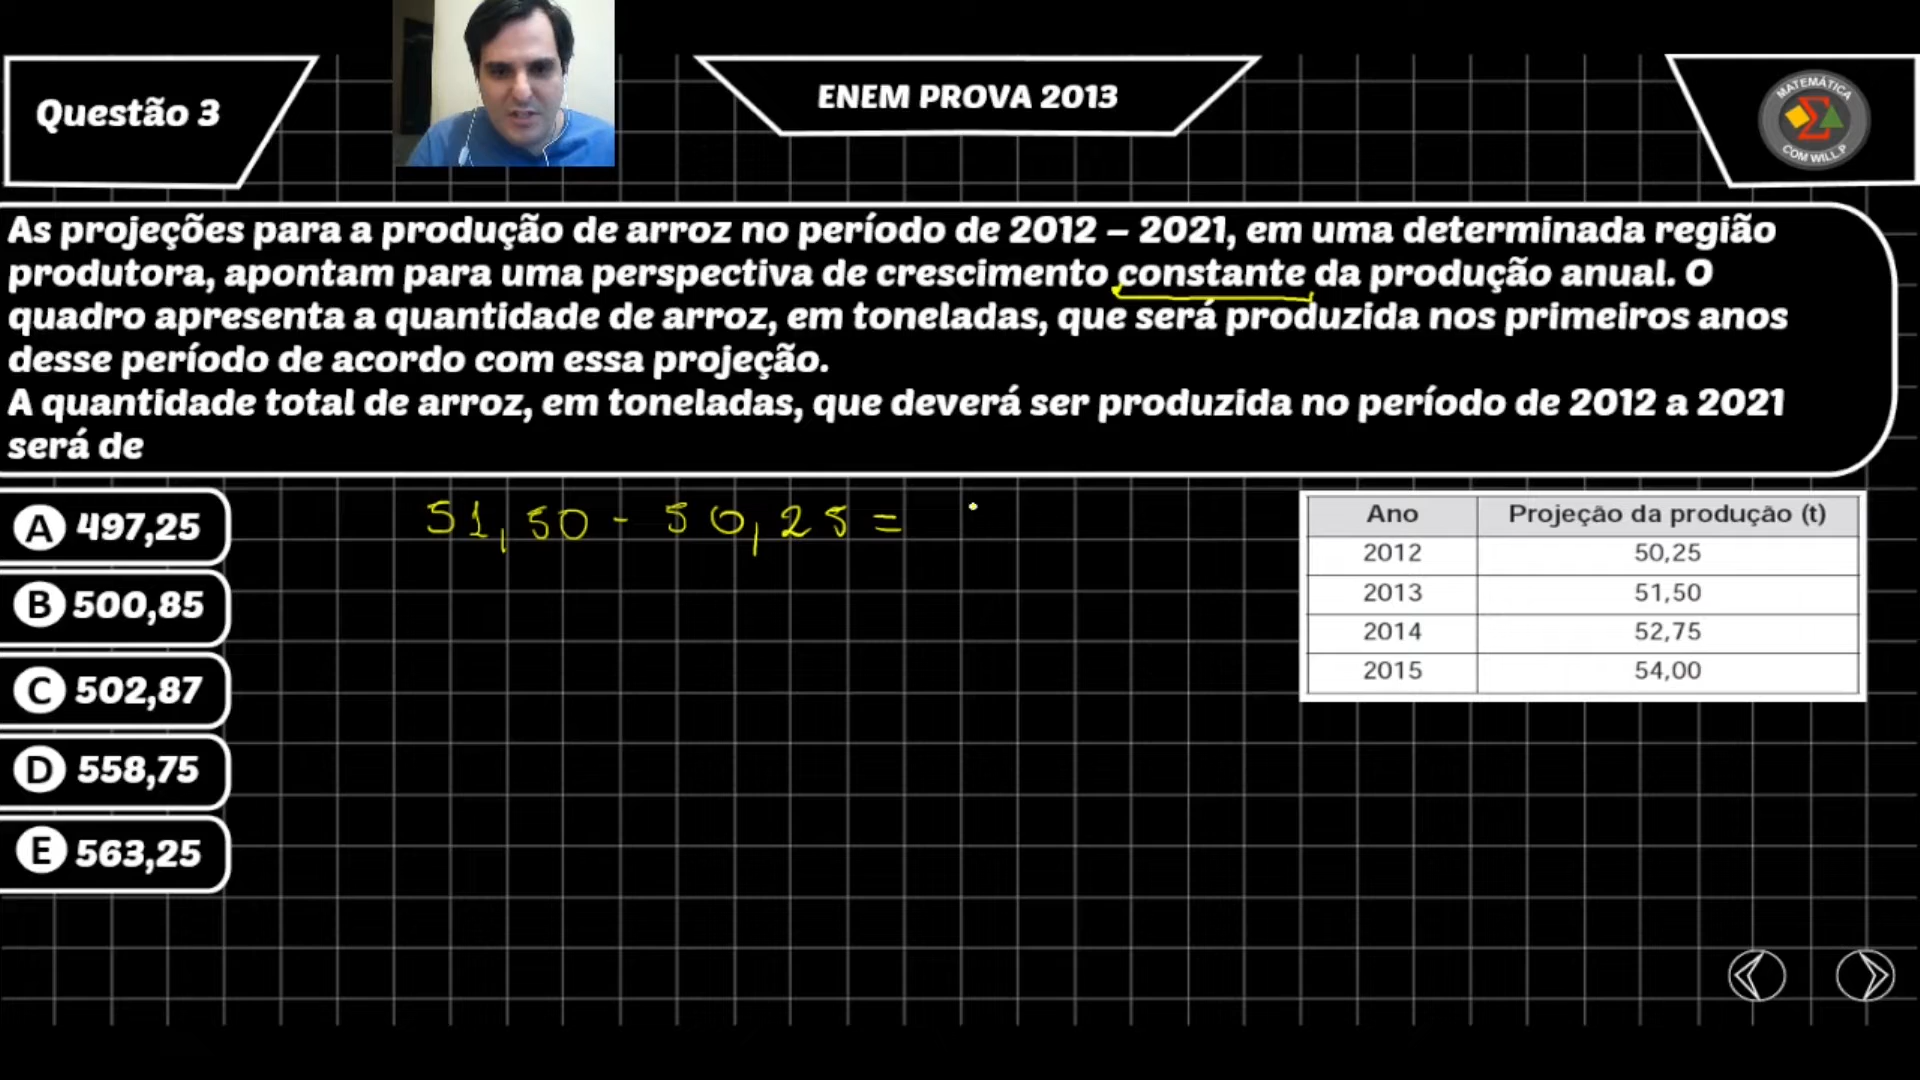 Questão 3
ENEM PROVA 2013
MATEMÁTICA
COM WILL.P
As projeções para a produção de arroz no período de 2012 – 2021, em uma determinada região
produtora, apontam para uma perspectiva de crescimento constante da produção anual. O
quadro apresenta a quantidade de arroz, em toneladas, que será produzida nos primeiros anos
desse período de acordo com essa projeção.
A quantidade total de arroz, em toneladas, que deverá ser produzida no período de 2012 a 2021
será de
A 497,25
B 500,85
C 502,87
D 558,75
E 563,25
51,50 - 50,25 =
Ano Projeção da produção (t)
2012 50,25
2013 51,50
2014 52,75
2015 54,00